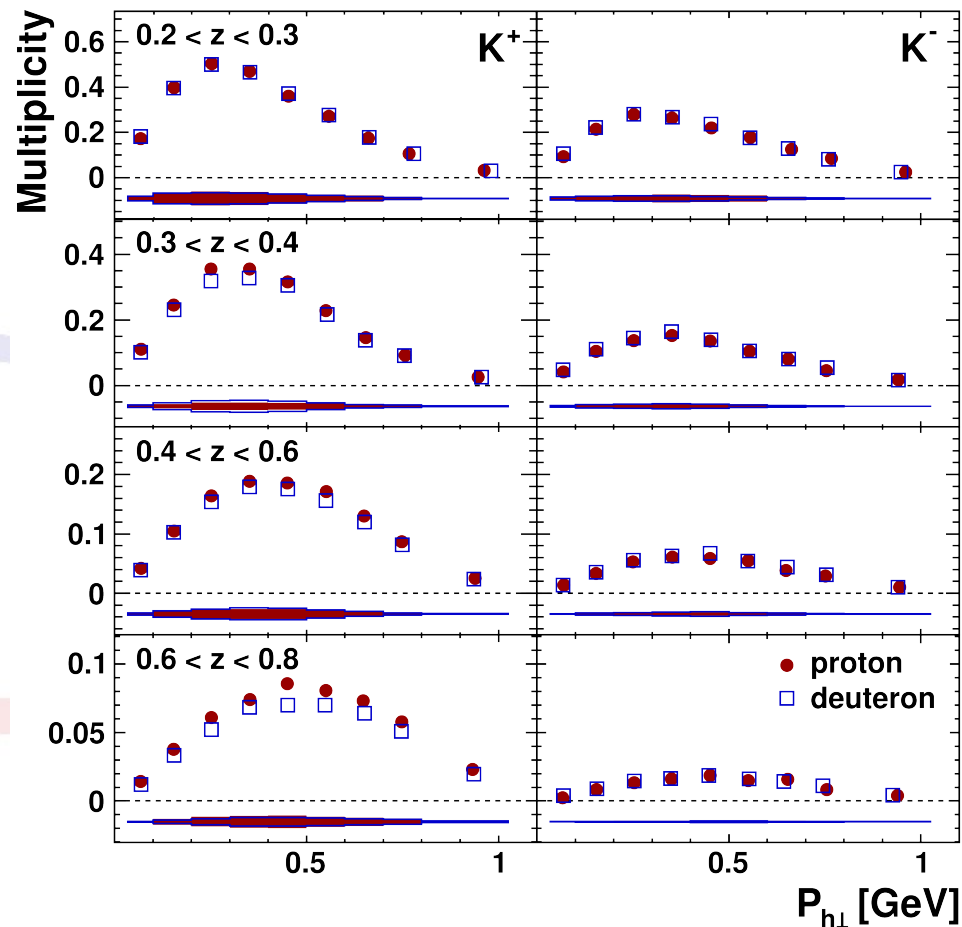 Multiplicity
0.2 < z < 0.3
K⁺
K⁻
0.6
0.4
0.2
0
0.3 < z < 0.4
0.4
0.2
0
0.4 < z < 0.6
0.2
0.1
0
0.6 < z < 0.8
0.1
0.05
0
proton
deuteron
0.5
1
0.5
1
P_h⊥ [GeV]